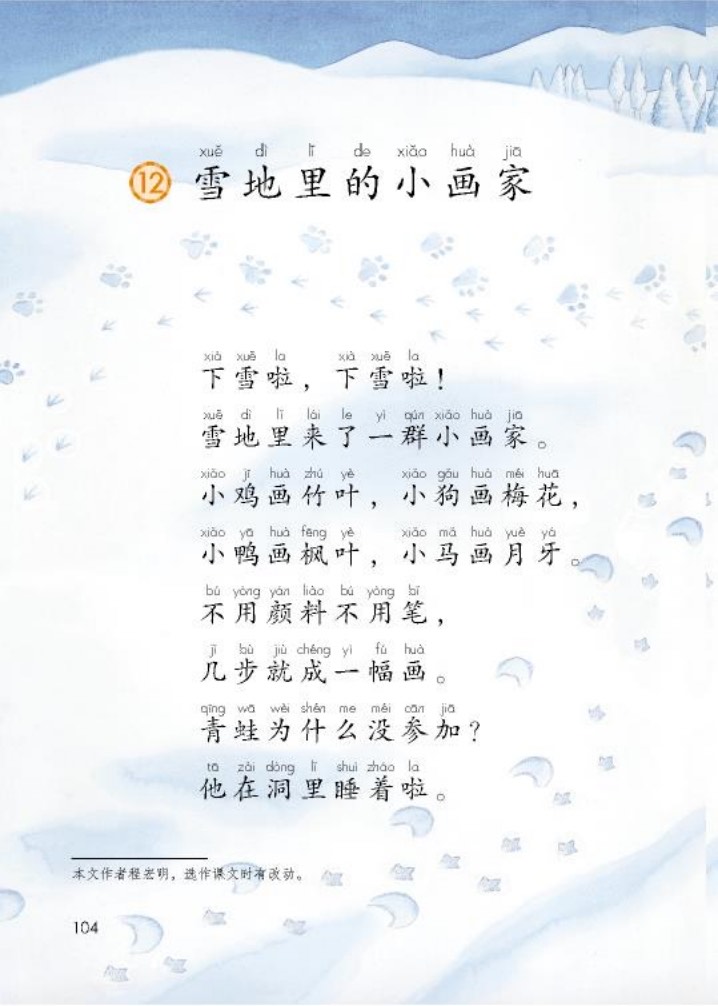 xuě dì lǐ de xiǎo huà jiā
12 雪地里的小画家
xià xuě la xià xuě la
下雪啦，下雪啦！
xuě dì lǐ lái le yì qún xiǎo huà jiā
雪地里来了一群小画家。
xiǎo jī huà zhú yè xiǎo gǒu huà méi huā
小鸡画竹叶，小狗画梅花，
xiǎo yā huà fēng yè xiǎo mǎ huà yuè yá
小鸭画枫叶，小马画月牙。
bú yòng yán liào bú yòng bǐ
不用颜料不用笔，
jǐ bù jiù chéng yì fú huà
几步就成一幅画。
qīng wā wèi shén me méi cān jiā
青蛙为什么没参加？
tā zài dòng lǐ shuì zháo la
他在洞里睡着啦。
本文作者程宏明，选作课文时有改动。
104